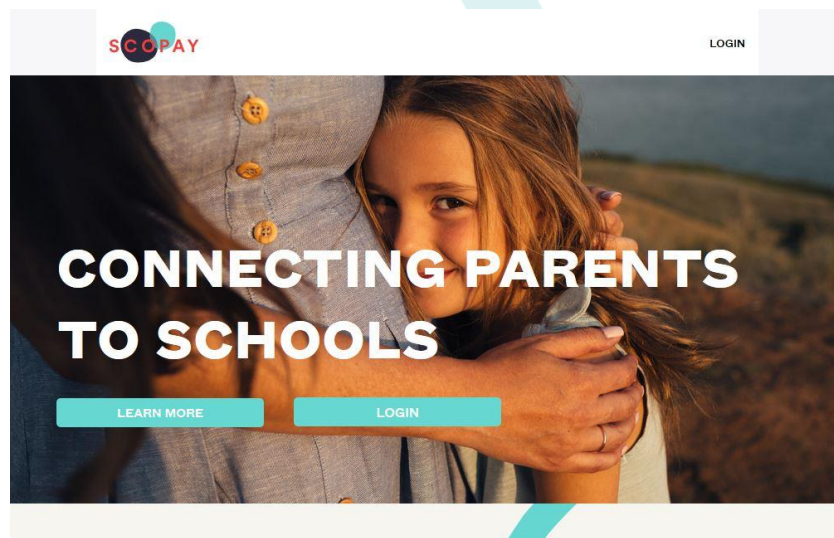 SCOPAY
LOGIN
CONNECTING PARENTS
TO SCHOOLS
LEARN MORE
LOGIN